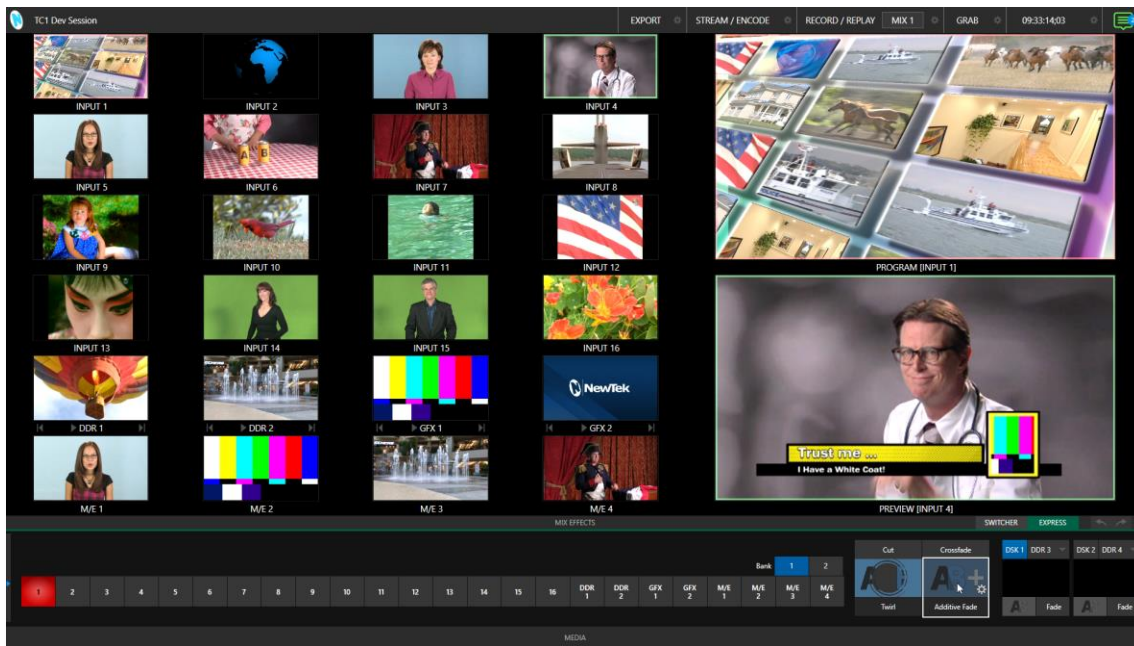 TC1 Dev Session
EXPORT
STREAM / ENCODE
RECORD / REPLAY
MIX 1
GRAB
09:33:14;03
INPUT 1
INPUT 2
INPUT 3
INPUT 4
INPUT 5
INPUT 6
A B
INPUT 7
INPUT 8
PROGRAM [INPUT 1]
INPUT 9
INPUT 10
INPUT 11
INPUT 12
INPUT 13
INPUT 14
INPUT 15
INPUT 16
NewTek
DDR 1
DDR 2
GFX 1
GFX 2
Trust me ...
I Have a White Coat!
M/E 1
M/E 2
M/E 3
M/E 4
PREVIEW [INPUT 4]
MIX EFFECTS
SWITCHER
EXPRESS
Cut
Crossfade
DSK 1
DDR 3
DSK 2
DDR 4
Bank
1
2
1 2 3 4 5 6 7 8 9 10 11 12 13 14 15 16 DDR 1 DDR 2 GFX 1 GFX 2 M/E 1 M/E 2 M/E 3 M/E 4
A
AB
Twirl
Additive Fade
A
Fade
A
Fade
MEDIA